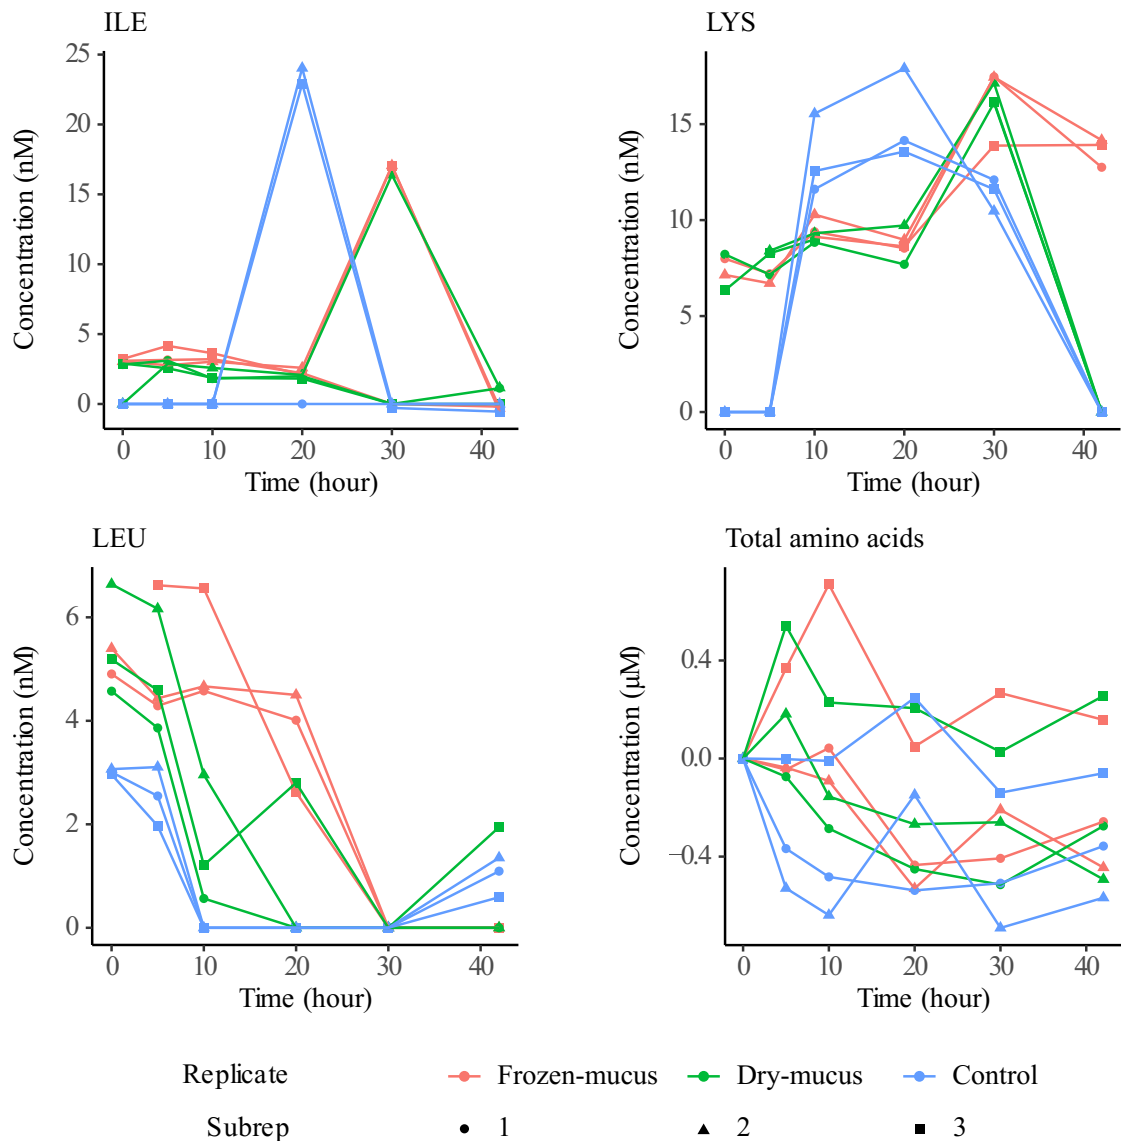 ILE
LYS
25
20
15
10
5
0
Concentration (nM)
0 10 20 30 40
Time (hour)
15
10
5
0
Concentration (nM)
0 10 20 30 40
Time (hour)
LEU
Total amino acids
6
4
2
0
Concentration (nM)
0 10 20 30 40
Time (hour)
0.4
0.0
−0.4
Concentration (μM)
0 10 20 30 40
Time (hour)
Replicate Frozen-mucus Dry-mucus Control
Subrep 1 2 3